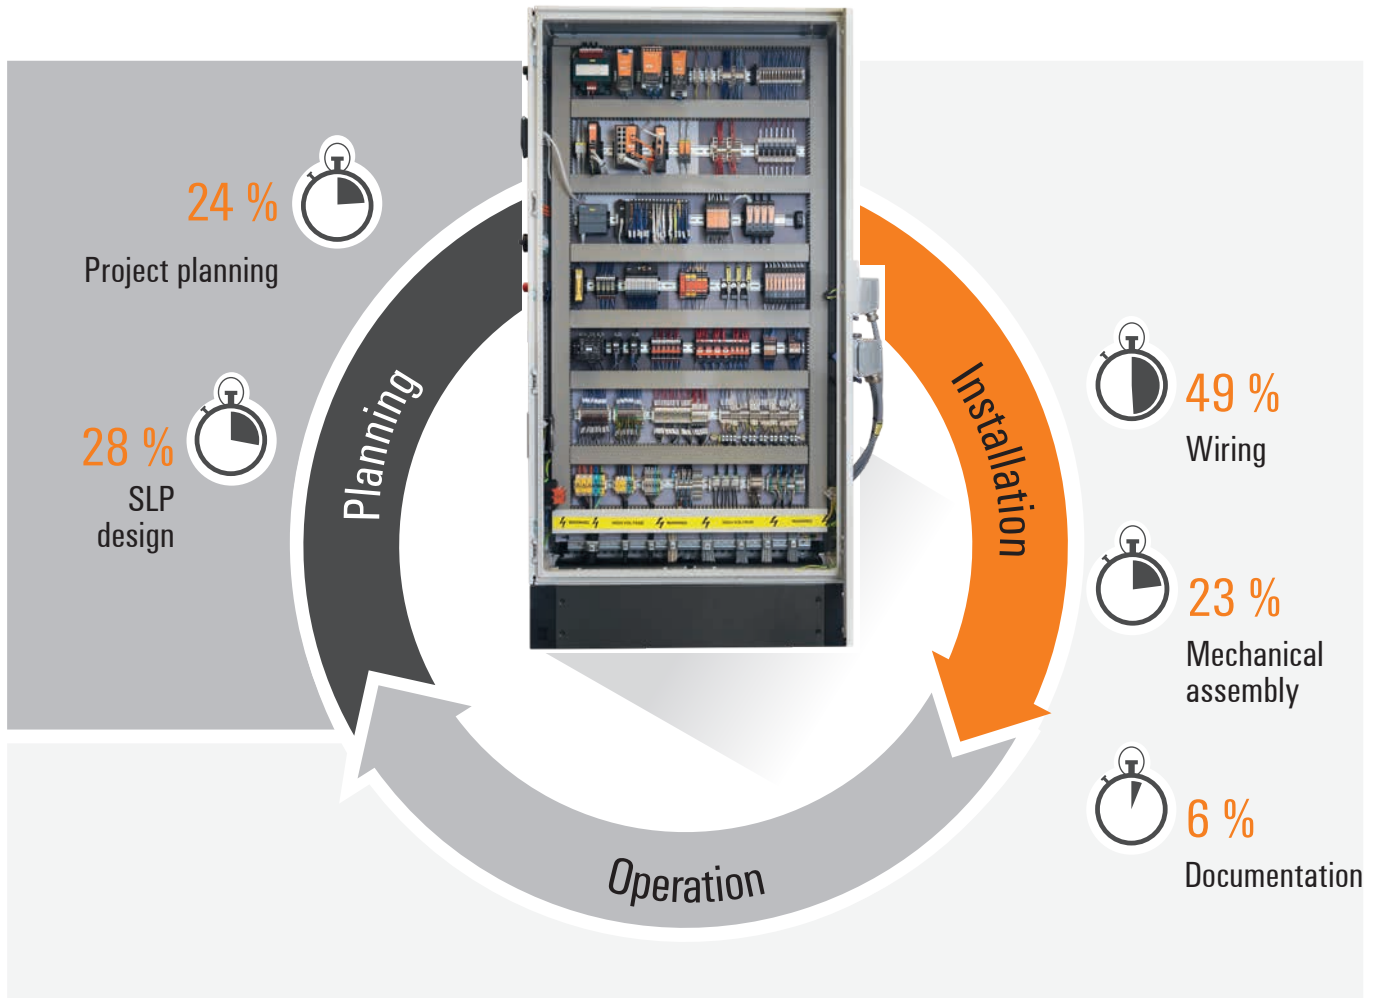 24 %
Project planning
28 %
SLP
design
Planning
Installation
Operation
49 %
Wiring
23 %
Mechanical
assembly
6 %
Documentation